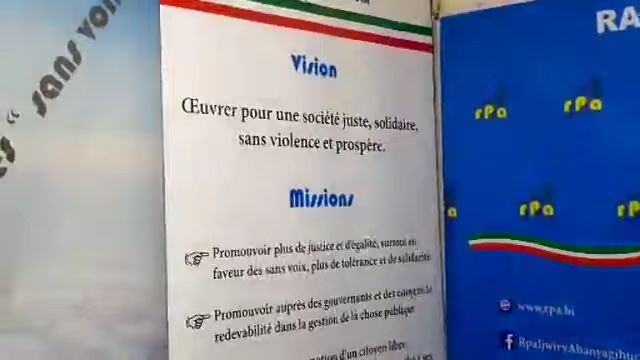 " sans voix
Vision
Œuvrer pour une société juste, solidaire,
sans violence et prospère.
Missions
Promouvoir plus de justice et d'égalité, surtout en
faveur des sans voix, plus de tolérance et de solidarité
Promouvoir auprès des gouvernants et des citoyens la
redevabilité dans la gestion de la chose publique
d'un citoyen libre
RA
rPa
rPa
rPa
www.rpa.bi